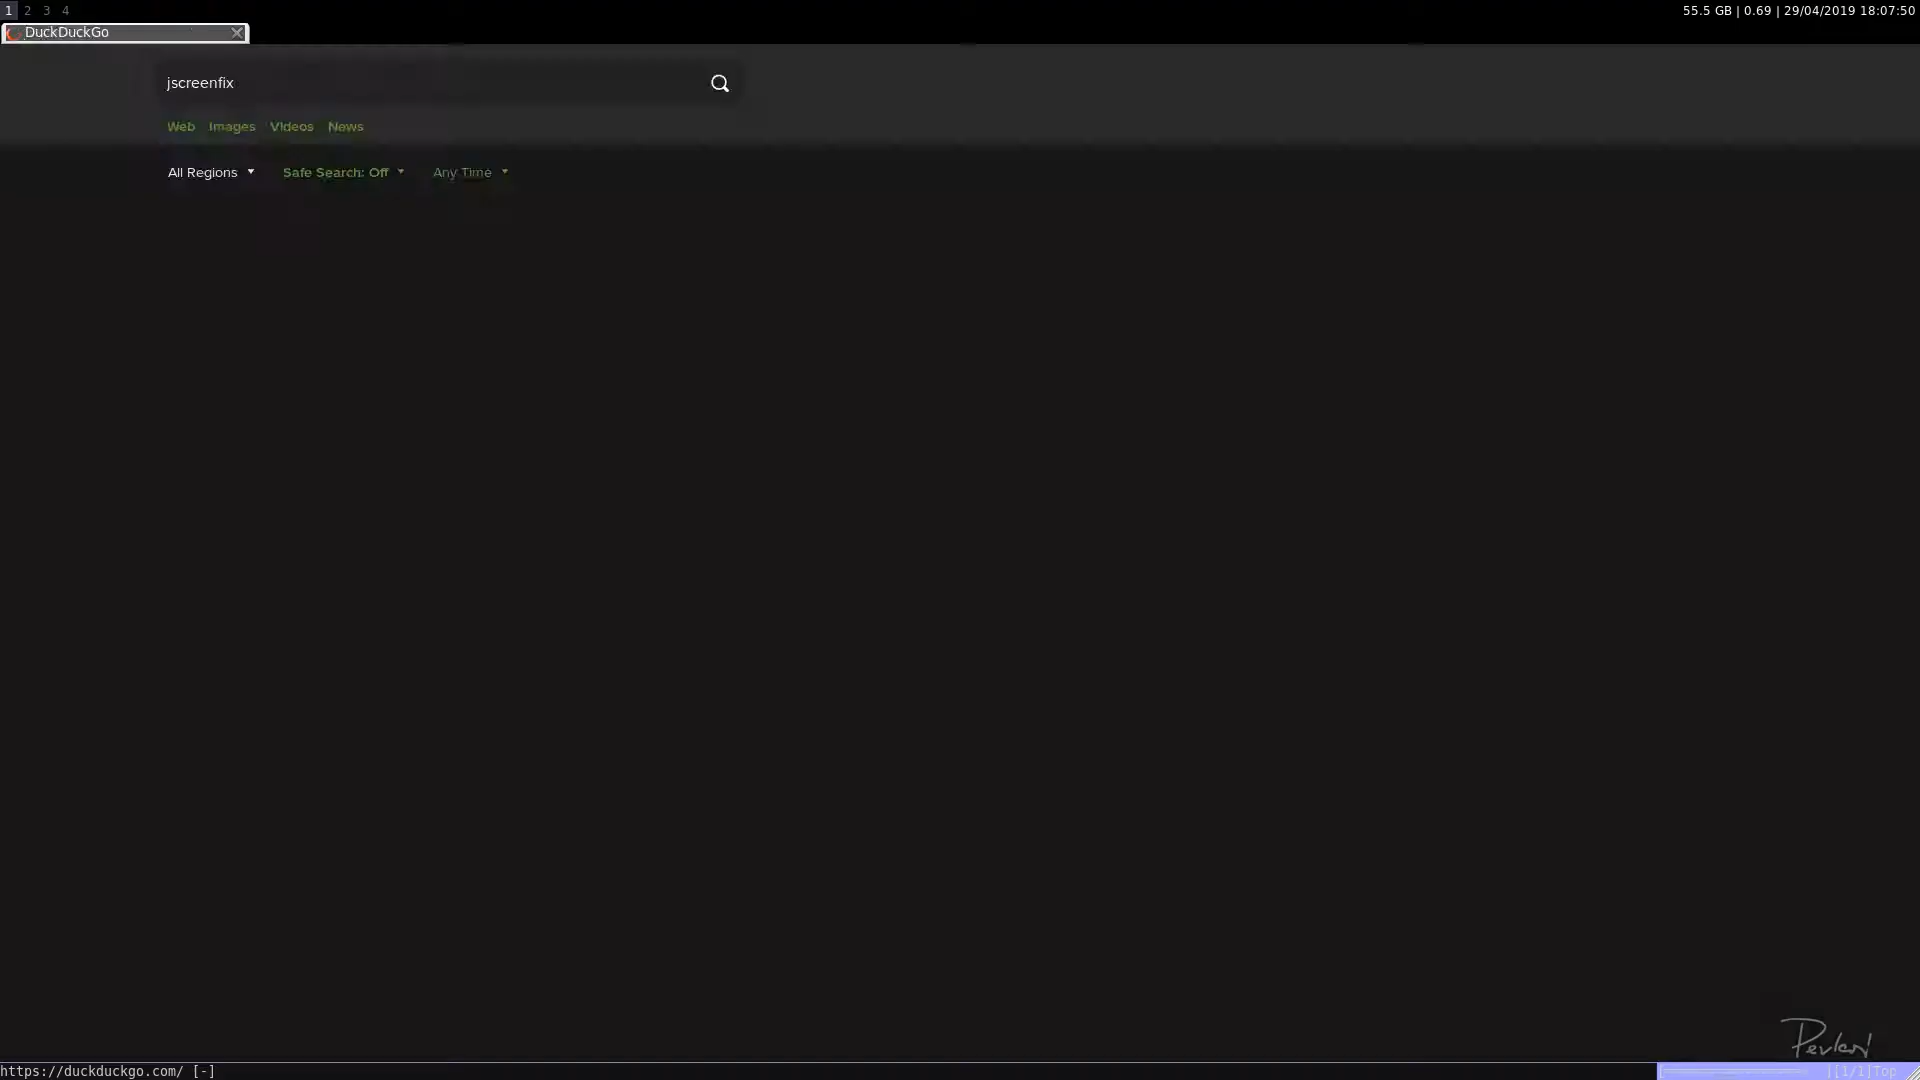 1 2 3 4
55.5 GB | 0.69 | 29/04/2019 18:07:50
DuckDuckGo
jscreenfix
Web Images Videos News
All Regions Safe Search: Off Any Time
https://duckduckgo.com/ [-]
][1/1]Top